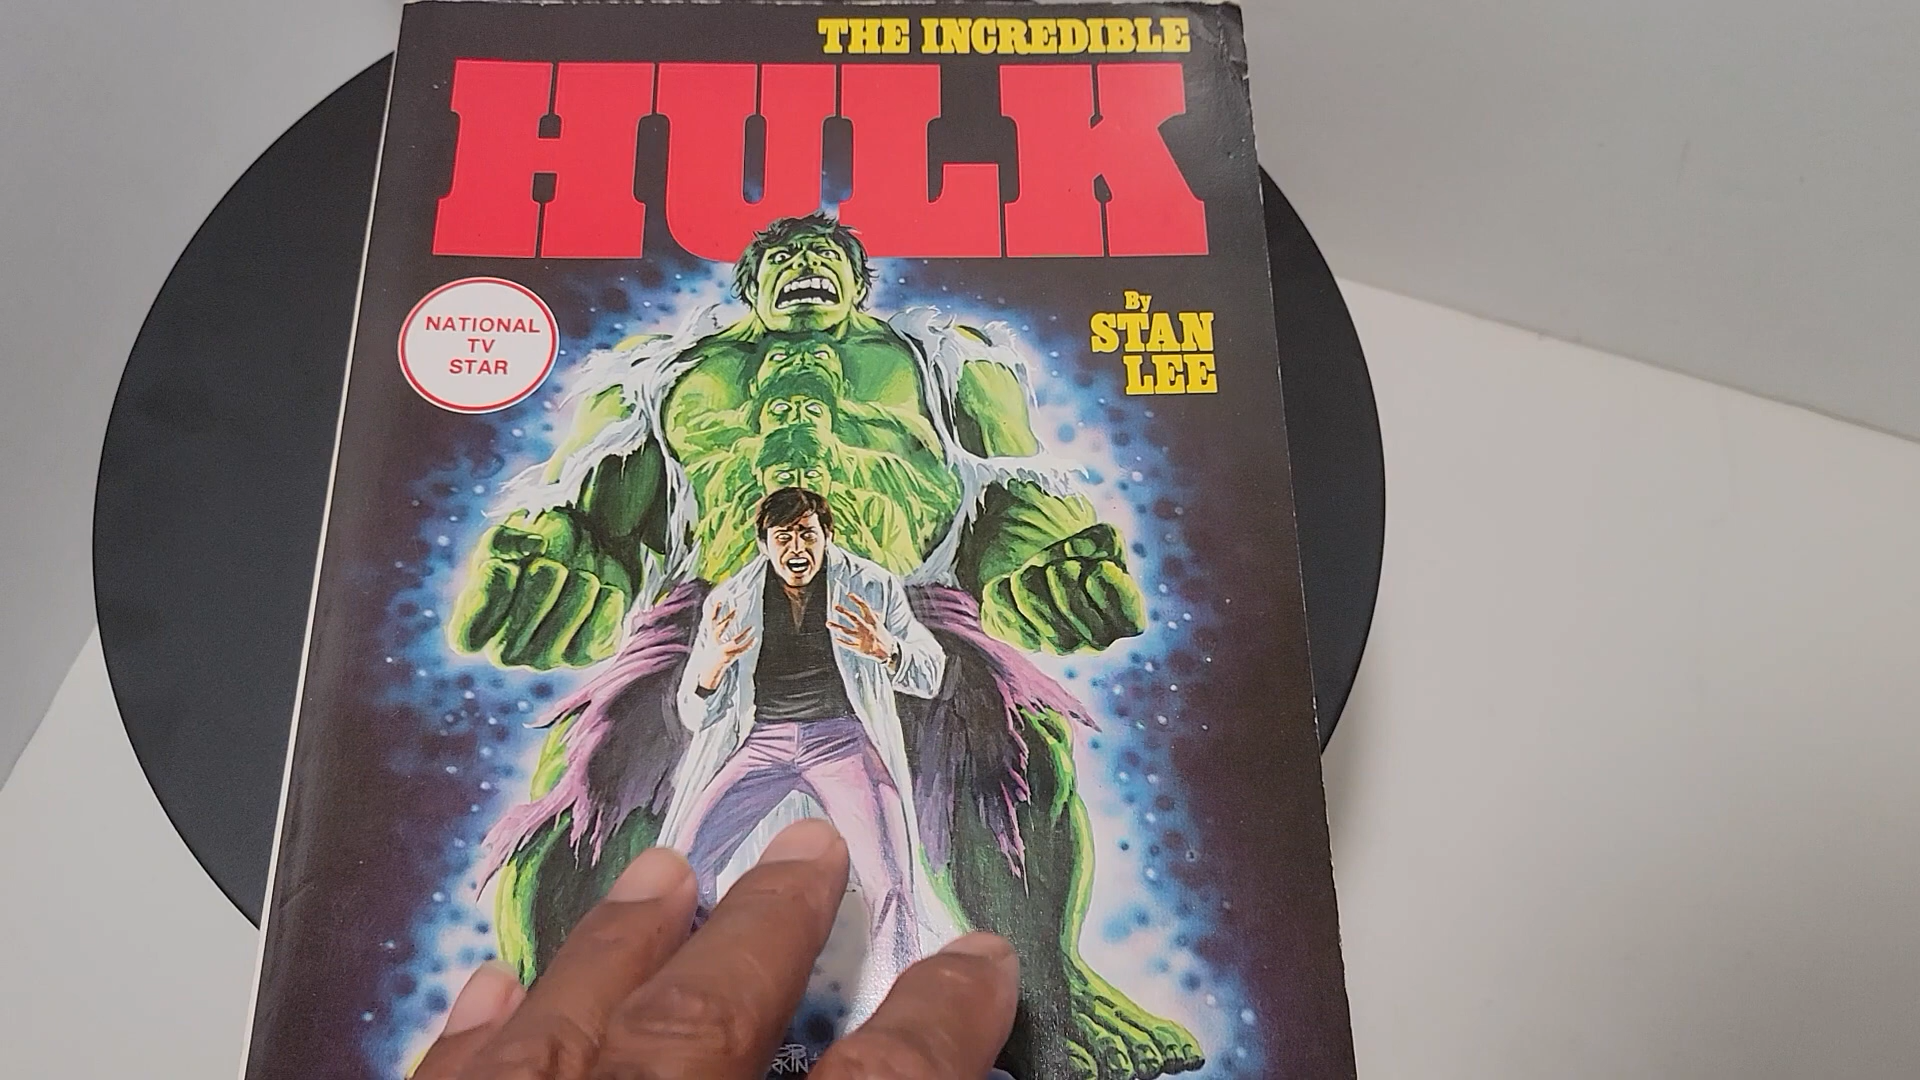 THE INCREDIBLE
HULK
NATIONAL
TV
STAR
By
STAN
LEE